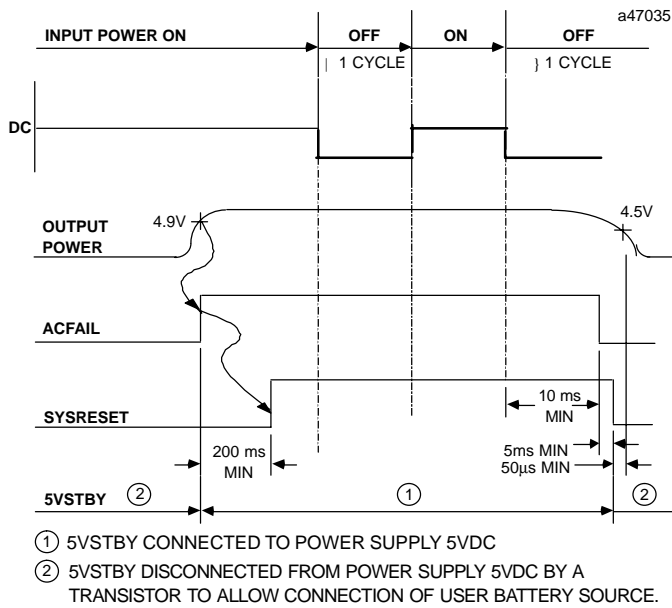 a47035
INPUT POWER ON
OFF
ON
OFF
| 1 CYCLE
} 1 CYCLE
DC
4.9V
4.5V
OUTPUT
POWER
ACFAIL
SYSRESET
10 ms
MIN
200 ms
MIN
5ms MIN
50µs MIN
5VSTBY
2
1
2
1 5VSTBY CONNECTED TO POWER SUPPLY 5VDC
2 5VSTBY DISCONNECTED FROM POWER SUPPLY 5VDC BY A
TRANSISTOR TO ALLOW CONNECTION OF USER BATTERY SOURCE.